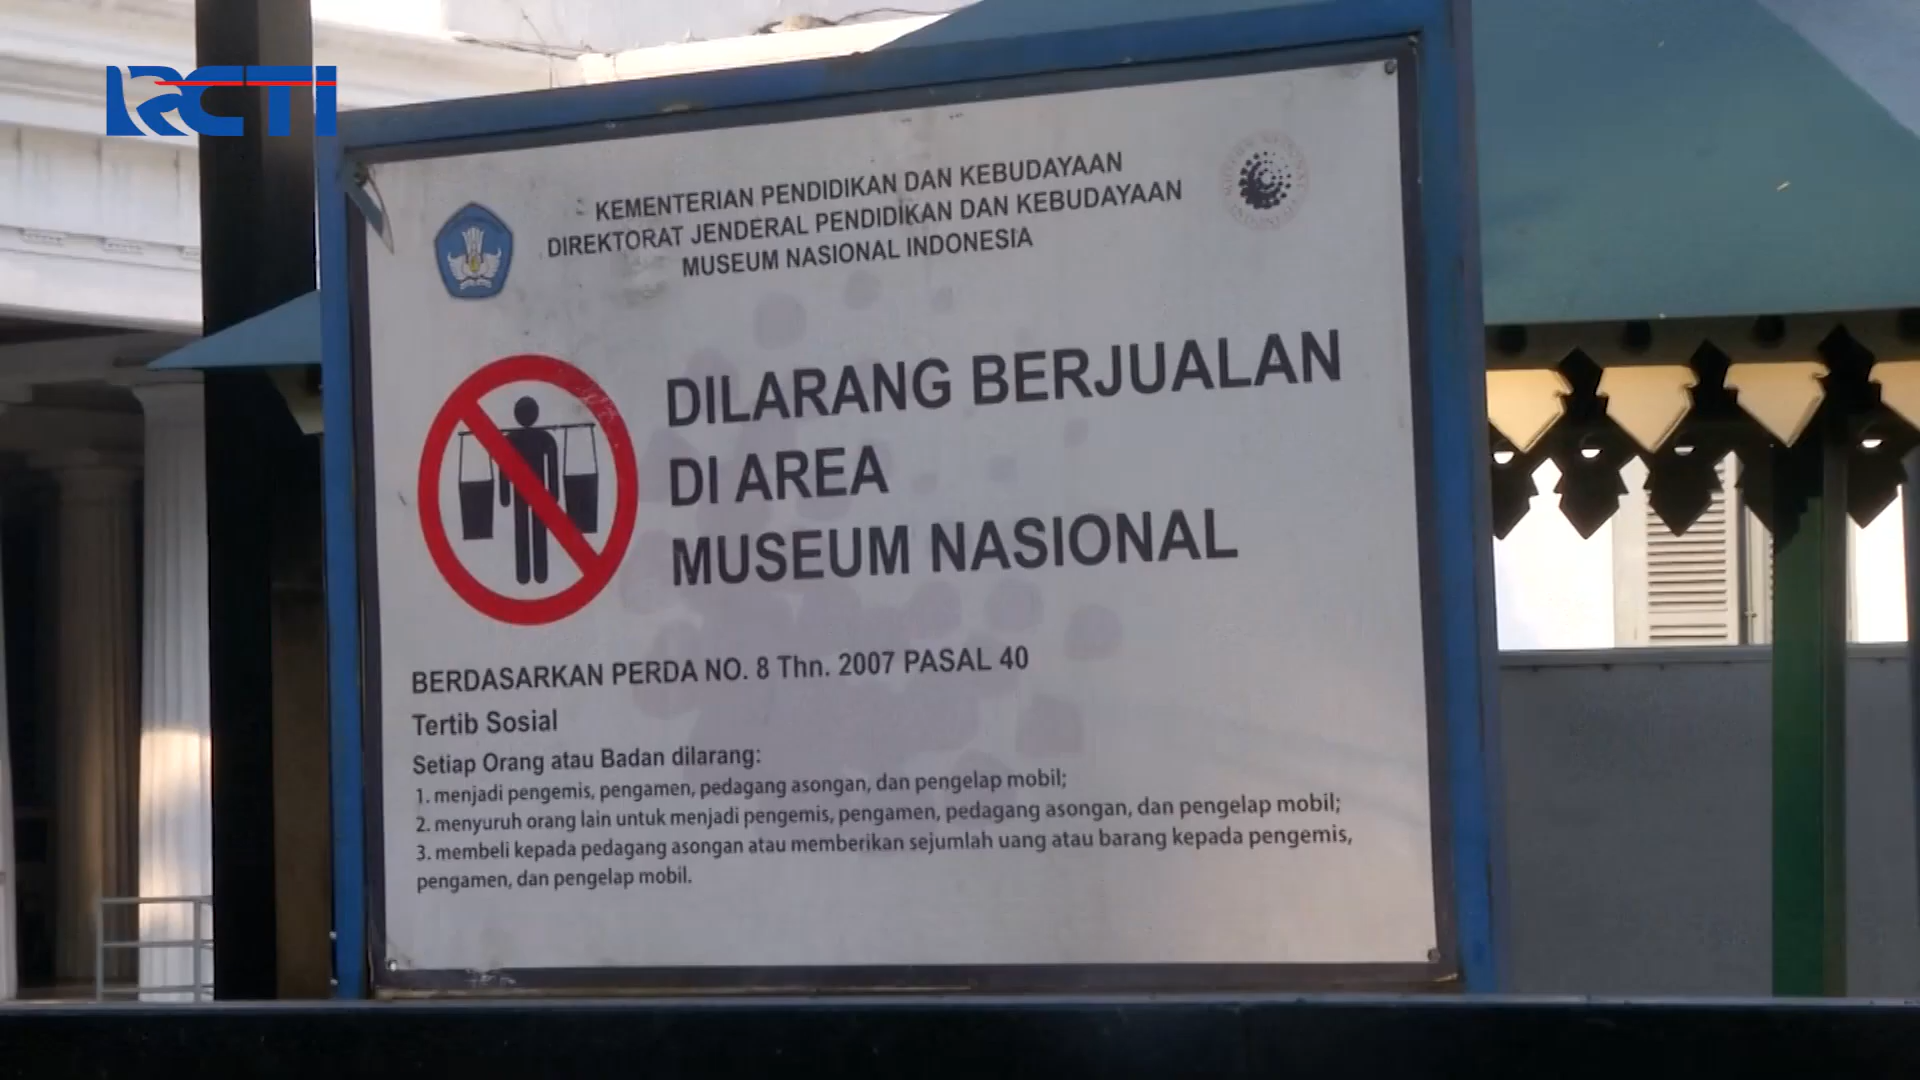 RCTI
KEMENTERIAN PENDIDIKAN DAN KEBUDAYAAN
DIREKTORAT JENDERAL PENDIDIKAN DAN KEBUDAYAAN
MUSEUM NASIONAL INDONESIA
DILARANG BERJUALAN
DI AREA
MUSEUM NASIONAL
BERDASARKAN PERDA NO. 8 Thn. 2007 PASAL 40
Tertib Sosial
Setiap Orang atau Badan dilarang:
1. menjadi pengemis, pengamen, pedagang asongan, dan pengelap mobil;
2. menyuruh orang lain untuk menjadi pengemis, pengamen, pedagang asongan, dan pengelap mobil;
3. membeli kepada pedagang asongan atau memberikan sejumlah uang atau barang kepada pengemis,
pengamen, dan pengelap mobil.